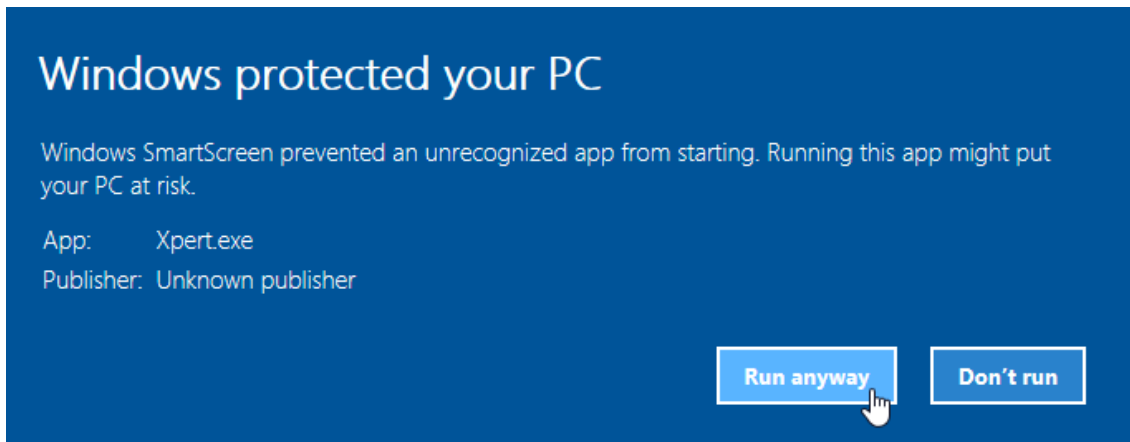 Windows protected your PC
Windows SmartScreen prevented an unrecognized app from starting. Running this app might put
your PC at risk.
App: Xpert.exe
Publisher: Unknown publisher
Run anyway Don't run